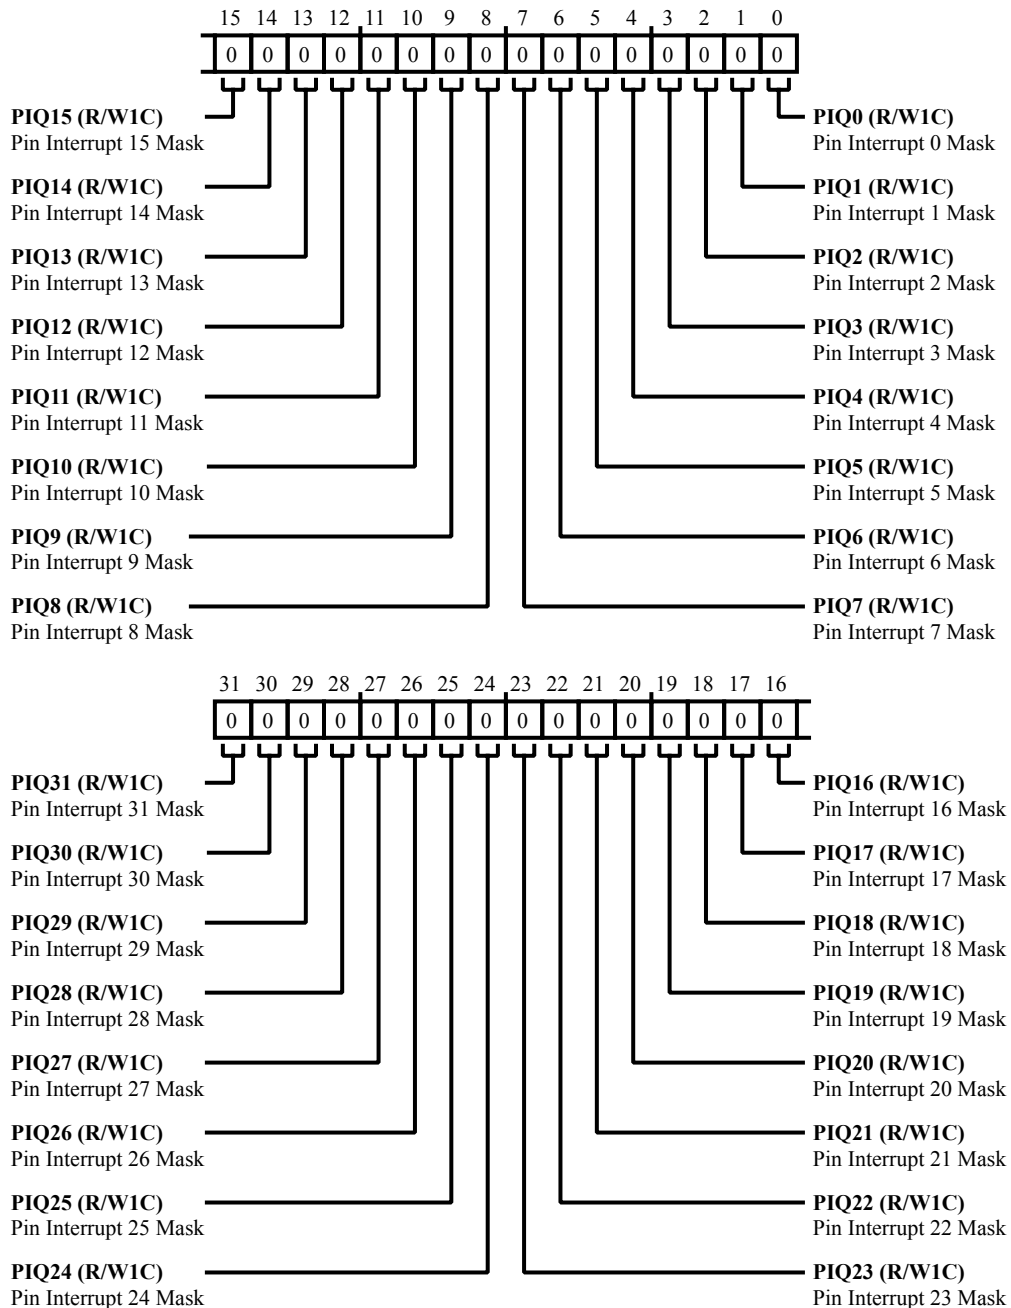 15 14 13 12 11 10 9 8 7 6 5 4 3 2 1 0
0 0 0 0 0 0 0 0 0 0 0 0 0 0 0 0
PIQ15 (R/W1C)
Pin Interrupt 15 Mask
PIQ14 (R/W1C)
Pin Interrupt 14 Mask
PIQ13 (R/W1C)
Pin Interrupt 13 Mask
PIQ12 (R/W1C)
Pin Interrupt 12 Mask
PIQ11 (R/W1C)
Pin Interrupt 11 Mask
PIQ10 (R/W1C)
Pin Interrupt 10 Mask
PIQ9 (R/W1C)
Pin Interrupt 9 Mask
PIQ8 (R/W1C)
Pin Interrupt 8 Mask
PIQ0 (R/W1C)
Pin Interrupt 0 Mask
PIQ1 (R/W1C)
Pin Interrupt 1 Mask
PIQ2 (R/W1C)
Pin Interrupt 2 Mask
PIQ3 (R/W1C)
Pin Interrupt 3 Mask
PIQ4 (R/W1C)
Pin Interrupt 4 Mask
PIQ5 (R/W1C)
Pin Interrupt 5 Mask
PIQ6 (R/W1C)
Pin Interrupt 6 Mask
PIQ7 (R/W1C)
Pin Interrupt 7 Mask
31 30 29 28 27 26 25 24 23 22 21 20 19 18 17 16
0 0 0 0 0 0 0 0 0 0 0 0 0 0 0 0
PIQ31 (R/W1C)
Pin Interrupt 31 Mask
PIQ30 (R/W1C)
Pin Interrupt 30 Mask
PIQ29 (R/W1C)
Pin Interrupt 29 Mask
PIQ28 (R/W1C)
Pin Interrupt 28 Mask
PIQ27 (R/W1C)
Pin Interrupt 27 Mask
PIQ26 (R/W1C)
Pin Interrupt 26 Mask
PIQ25 (R/W1C)
Pin Interrupt 25 Mask
PIQ24 (R/W1C)
Pin Interrupt 24 Mask
PIQ16 (R/W1C)
Pin Interrupt 16 Mask
PIQ17 (R/W1C)
Pin Interrupt 17 Mask
PIQ18 (R/W1C)
Pin Interrupt 18 Mask
PIQ19 (R/W1C)
Pin Interrupt 19 Mask
PIQ20 (R/W1C)
Pin Interrupt 20 Mask
PIQ21 (R/W1C)
Pin Interrupt 21 Mask
PIQ22 (R/W1C)
Pin Interrupt 22 Mask
PIQ23 (R/W1C)
Pin Interrupt 23 Mask